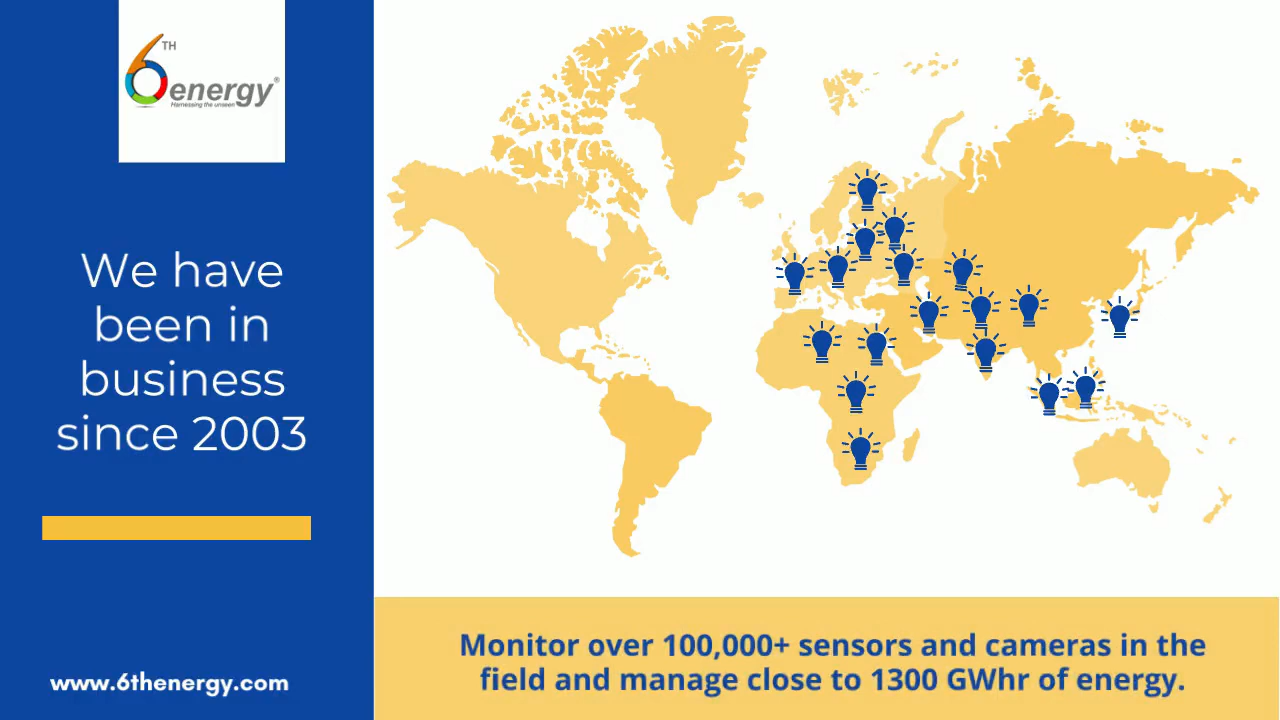 6TH
energy®
Harnessing the unseen
We have
been in
business
since 2003
www.6thenergy.com
Monitor over 100,000+ sensors and cameras in the
field and manage close to 1300 GWhr of energy.